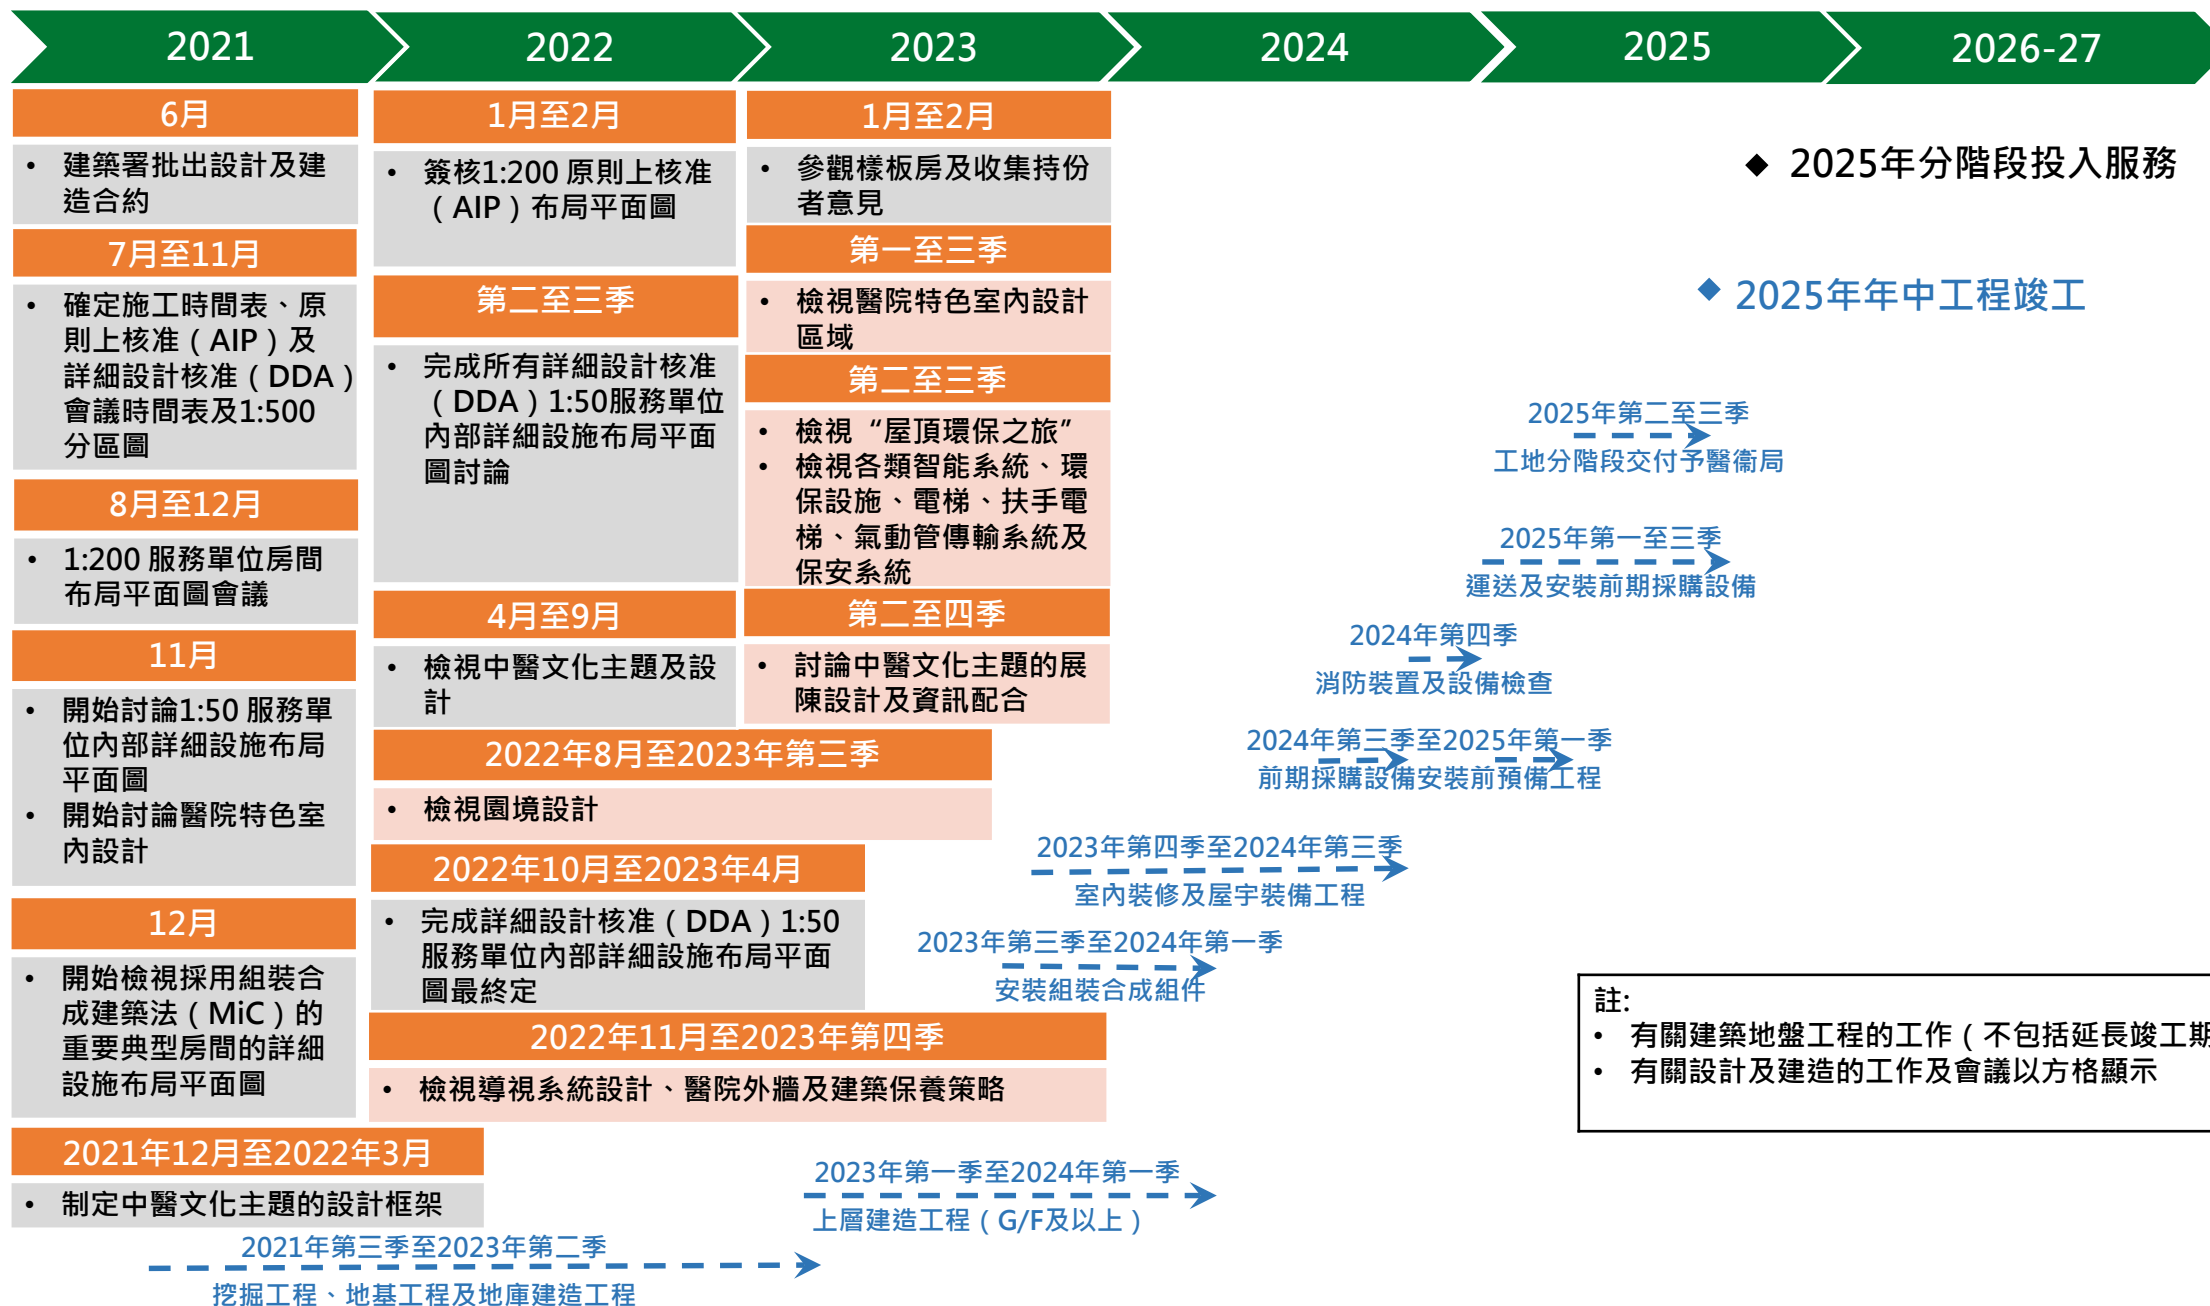 2021
2022
2023
2024
2025
2026-27
6月
• 建築署批出設計及建
造合約
7月至11月
• 確定施工時間表、原
則上核准（AIP）及
詳細設計核准（DDA）
會議時間表及1:500
分區圖
8月至12月
• 1:200 服務單位房間
布局平面圖會議
11月
• 開始討論1:50 服務單
位內部詳細設施布局
平面圖
• 開始討論醫院特色室
內設計
12月
• 開始檢視採用組裝合
成建築法（MiC）的
重要典型房間的詳細
設施布局平面圖
2021年12月至2022年3月
• 制定中醫文化主題的設計框架
1月至2月
• 簽核1:200 原則上核准
（AIP）布局平面圖
第二至三季
• 完成所有詳細設計核准
（DDA）1:50服務單位
內部詳細設施布局平面
圖討論
4月至9月
• 檢視中醫文化主題及設
計
2022年8月至2023年第三季
• 檢視園境設計
2022年10月至2023年4月
• 完成詳細設計核准（DDA）1:50
服務單位內部詳細設施布局平面
圖最終定
2022年11月至2023年第四季
• 檢視導視系統設計、醫院外牆及建築保養策略
1月至2月
• 參觀樣板房及收集持份
者意見
第一至三季
• 檢視醫院特色室內設計
區域
第二至三季
• 檢視“屋頂環保之旅”
• 檢視各類智能系統、環
保設施、電梯、扶手電
梯、氣動管傳輸系統及
保安系統
第二至四季
• 討論中醫文化主題的展
陳設計及資訊配合
◆ 2025年分階段投入服務
◆ 2025年年中工程竣工
2025年第二至三季
工地分階段交付予醫衞局
2025年第一至三季
運送及安裝前期採購設備
2024年第四季
消防裝置及設備檢查
2024年第三季至2025年第一季
前期採購設備安裝前預備工程
2023年第四季至2024年第三季
室內裝修及屋宇裝備工程
2023年第三季至2024年第一季
安裝組裝合成組件
2023年第一季至2024年第一季
上層建造工程（G/F及以上）
2021年第三季至2023年第二季
挖掘工程、地基工程及地庫建造工程
註:
• 有關建築地盤工程的工作（不包括延長竣工期
• 有關設計及建造的工作及會議以方格顯示